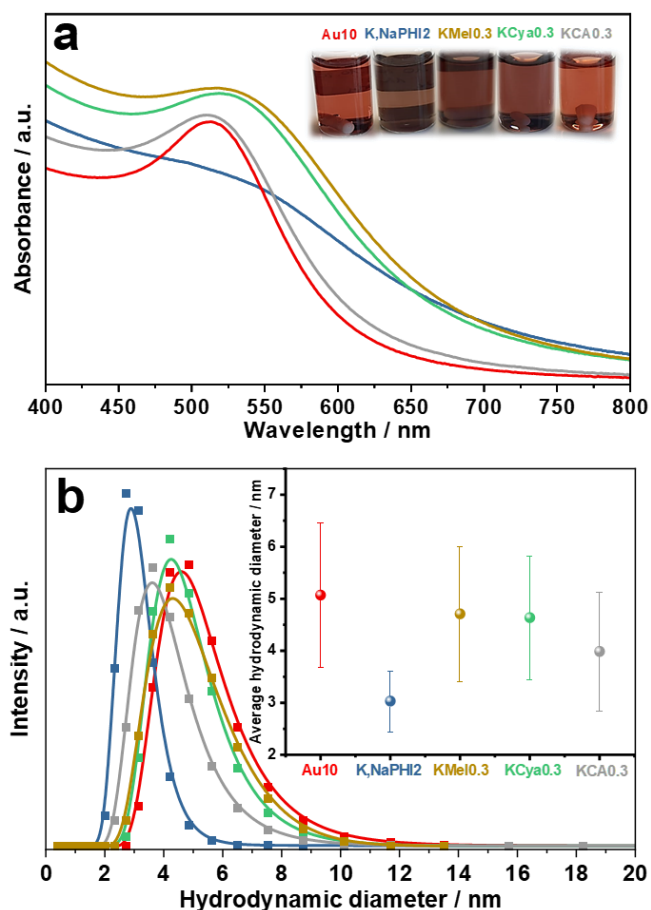 a
Au10 K,NaPHI2 KMel0.3 KCya0.3 KCA0.3
Absorbance / a.u.
400 450 500 550 600 650 700 750 800
Wavelength / nm
b
Intensity / a.u.
Average hydrodynamic diameter / nm
7
6
5
4
3
2
Au10 K,NaPHI2 KMel0.3 KCya0.3 KCA0.3
0 2 4 6 8 10 12 14 16 18 20
Hydrodynamic diameter / nm